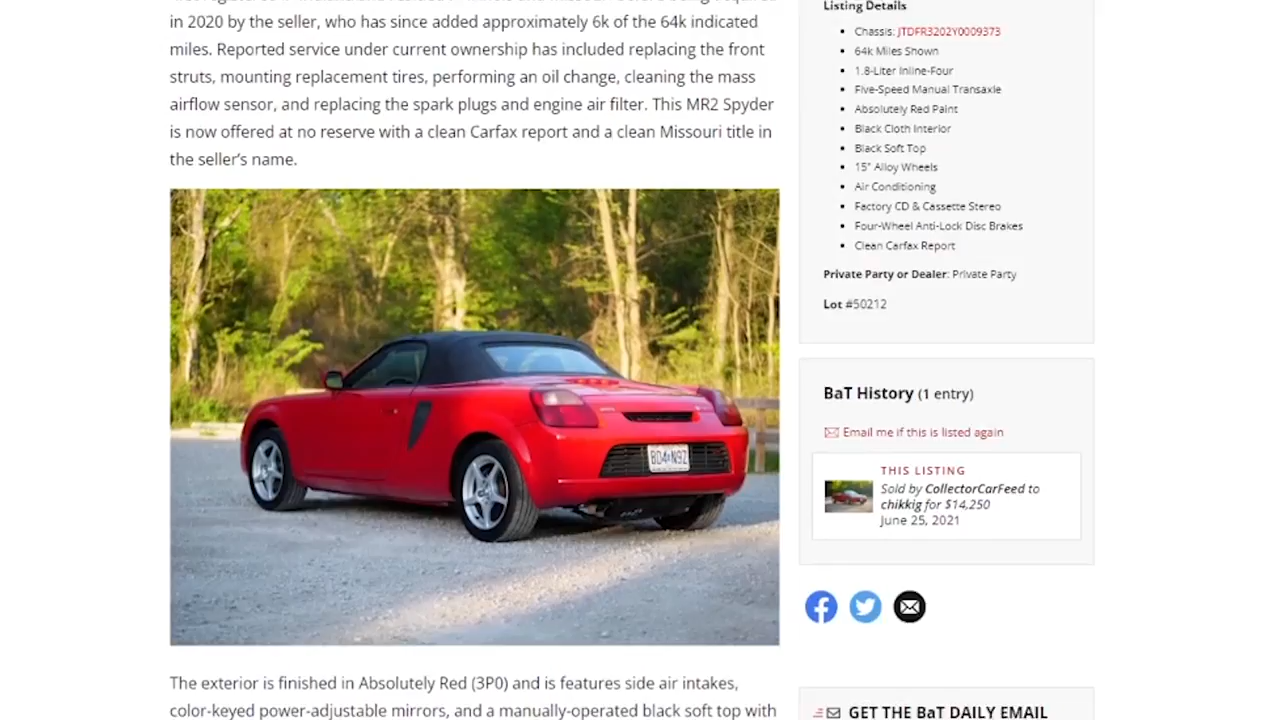 in 2020 by the seller, who has since added approximately 6k of the 64k indicated
miles. Reported service under current ownership has included replacing the front
struts, mounting replacement tires, performing an oil change, cleaning the mass
airflow sensor, and replacing the spark plugs and engine air filter. This MR2 Spyder
is now offered at no reserve with a clean Carfax report and a clean Missouri title in
the seller's name.
The exterior is finished in Absolutely Red (3P0) and is features side air intakes,
color-keyed power-adjustable mirrors, and a manually-operated black soft top with
Listing Details
Chassis: JTDFR3202Y0009373
64k Miles Shown
1.8-Liter Inline-Four
Five-Speed Manual Transaxle
Absolutely Red Paint
Black Cloth Interior
Black Soft Top
15" Alloy Wheels
Air Conditioning
Factory CD & Cassette Stereo
Four-Wheel Anti-Lock Disc Brakes
Clean Carfax Report
Private Party or Dealer: Private Party
Lot #50212
BaT History (1 entry)
Email me if this is listed again
THIS LISTING
Sold by CollectorCarFeed to
chikkig for $14,250
June 25, 2021
GET THE BaT DAILY EMAIL